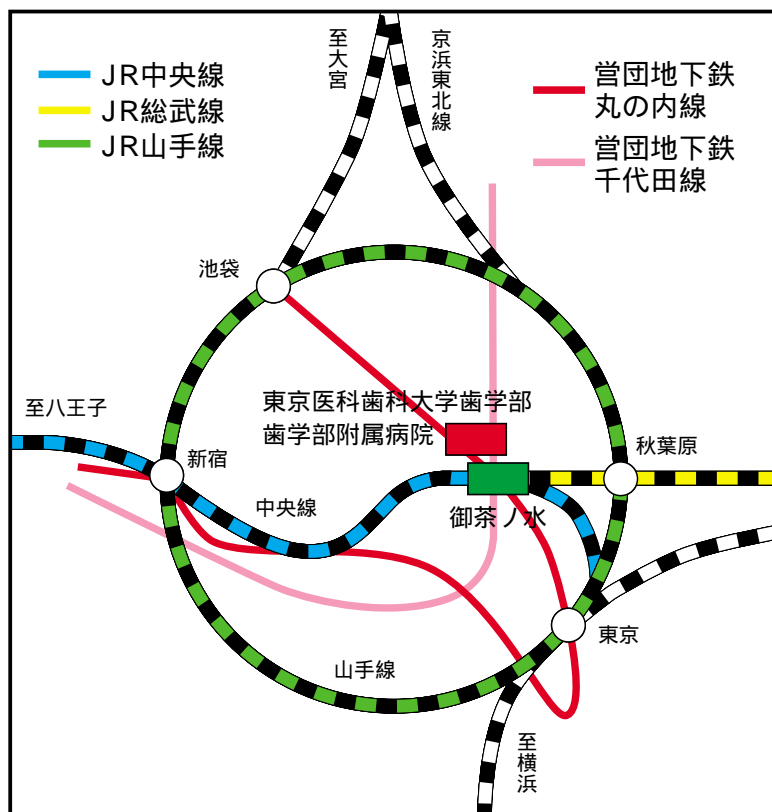 至大宮
京浜東北線
JR中央線
JR総武線
JR山手線
営団地下鉄
丸の内線
営団地下鉄
千代田線
池袋
東京医科歯科大学歯学部
歯学部附属病院
至八王子
新宿
秋葉原
中央線
御茶ノ水
東京
山手線
至横浜